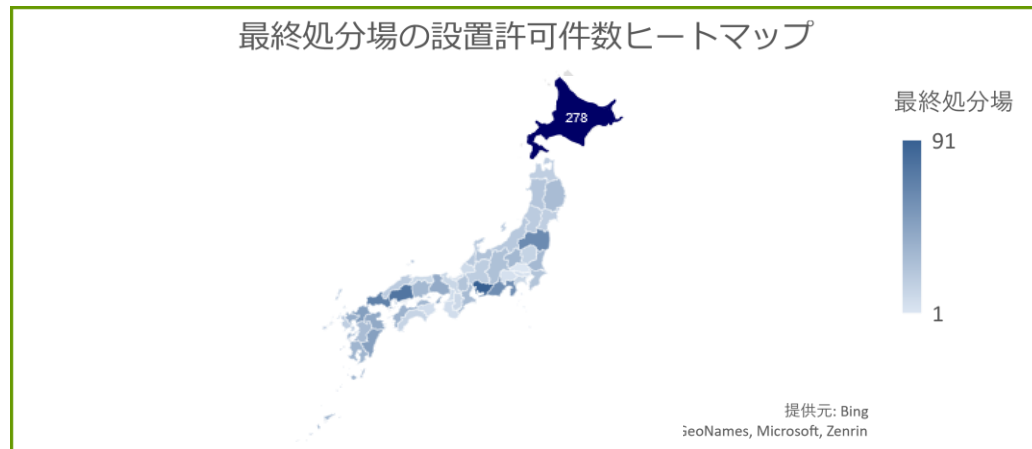 最終処分場の設置許可件数ヒートマップ
278
最終処分場
91
1
提供元: Bing
GeoNames, Microsoft, Zenrin